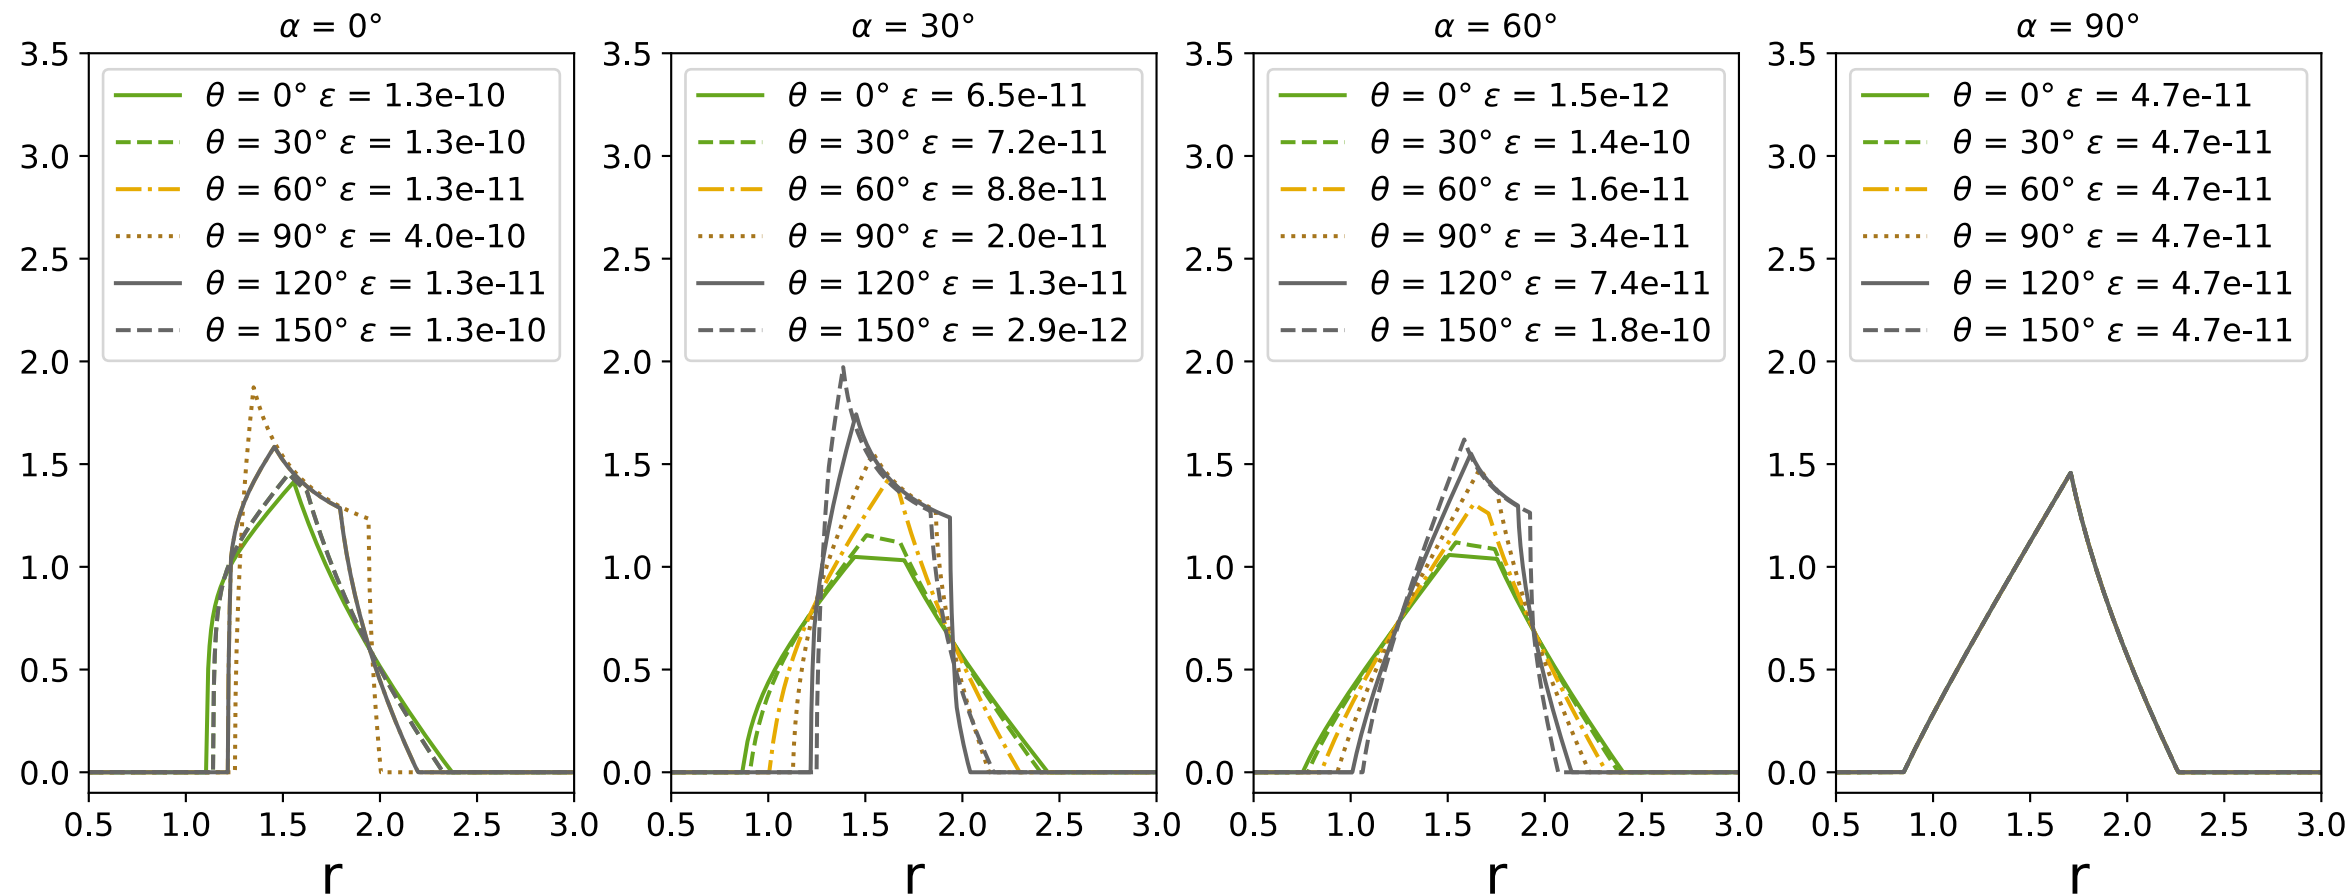 α = 0°
3.5
3.0
2.5
2.0
1.5
1.0
0.5
0.0
θ = 0° ε = 1.3e-10
θ = 30° ε = 1.3e-10
θ = 60° ε = 1.3e-11
θ = 90° ε = 4.0e-10
θ = 120° ε = 1.3e-11
θ = 150° ε = 1.3e-10
0.5 1.0 1.5 2.0 2.5 3.0
r
α = 30°
3.5
3.0
2.5
2.0
1.5
1.0
0.5
0.0
θ = 0° ε = 6.5e-11
θ = 30° ε = 7.2e-11
θ = 60° ε = 8.8e-11
θ = 90° ε = 2.0e-11
θ = 120° ε = 1.3e-11
θ = 150° ε = 2.9e-12
0.5 1.0 1.5 2.0 2.5 3.0
r
α = 60°
3.5
3.0
2.5
2.0
1.5
1.0
0.5
0.0
θ = 0° ε = 1.5e-12
θ = 30° ε = 1.4e-10
θ = 60° ε = 1.6e-11
θ = 90° ε = 3.4e-11
θ = 120° ε = 7.4e-11
θ = 150° ε = 1.8e-10
0.5 1.0 1.5 2.0 2.5 3.0
r
α = 90°
3.5
3.0
2.5
2.0
1.5
1.0
0.5
0.0
θ = 0° ε = 4.7e-11
θ = 30° ε = 4.7e-11
θ = 60° ε = 4.7e-11
θ = 90° ε = 4.7e-11
θ = 120° ε = 4.7e-11
θ = 150° ε = 4.7e-11
0.5 1.0 1.5 2.0 2.5 3.0
r